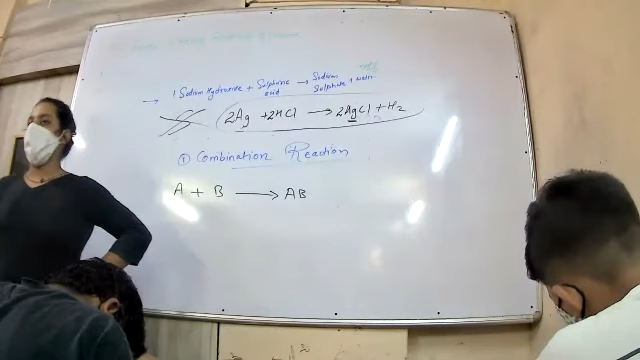 → 1 Sodium Hydroxide + Sulphuric acid → Sodium Sulphate + Water
2Ag + 2HCl → 2AgCl + H₂
① Combination Reaction
A + B → AB